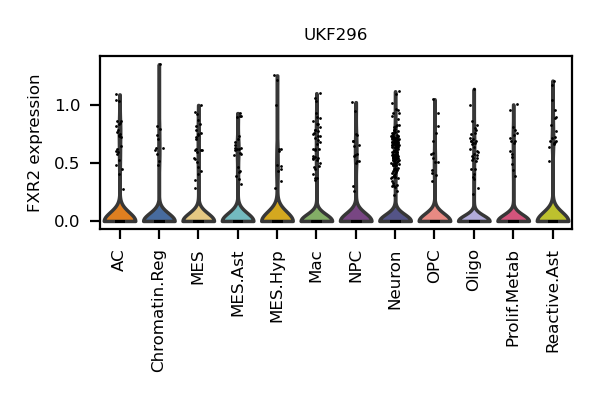 UKF296
FXR2 expression
1.0
0.5
0.0
AC
Chromatin.Reg
MES
MES.Ast
MES.Hyp
Mac
NPC
Neuron
OPC
Oligo
Prolif.Metab
Reactive.Ast